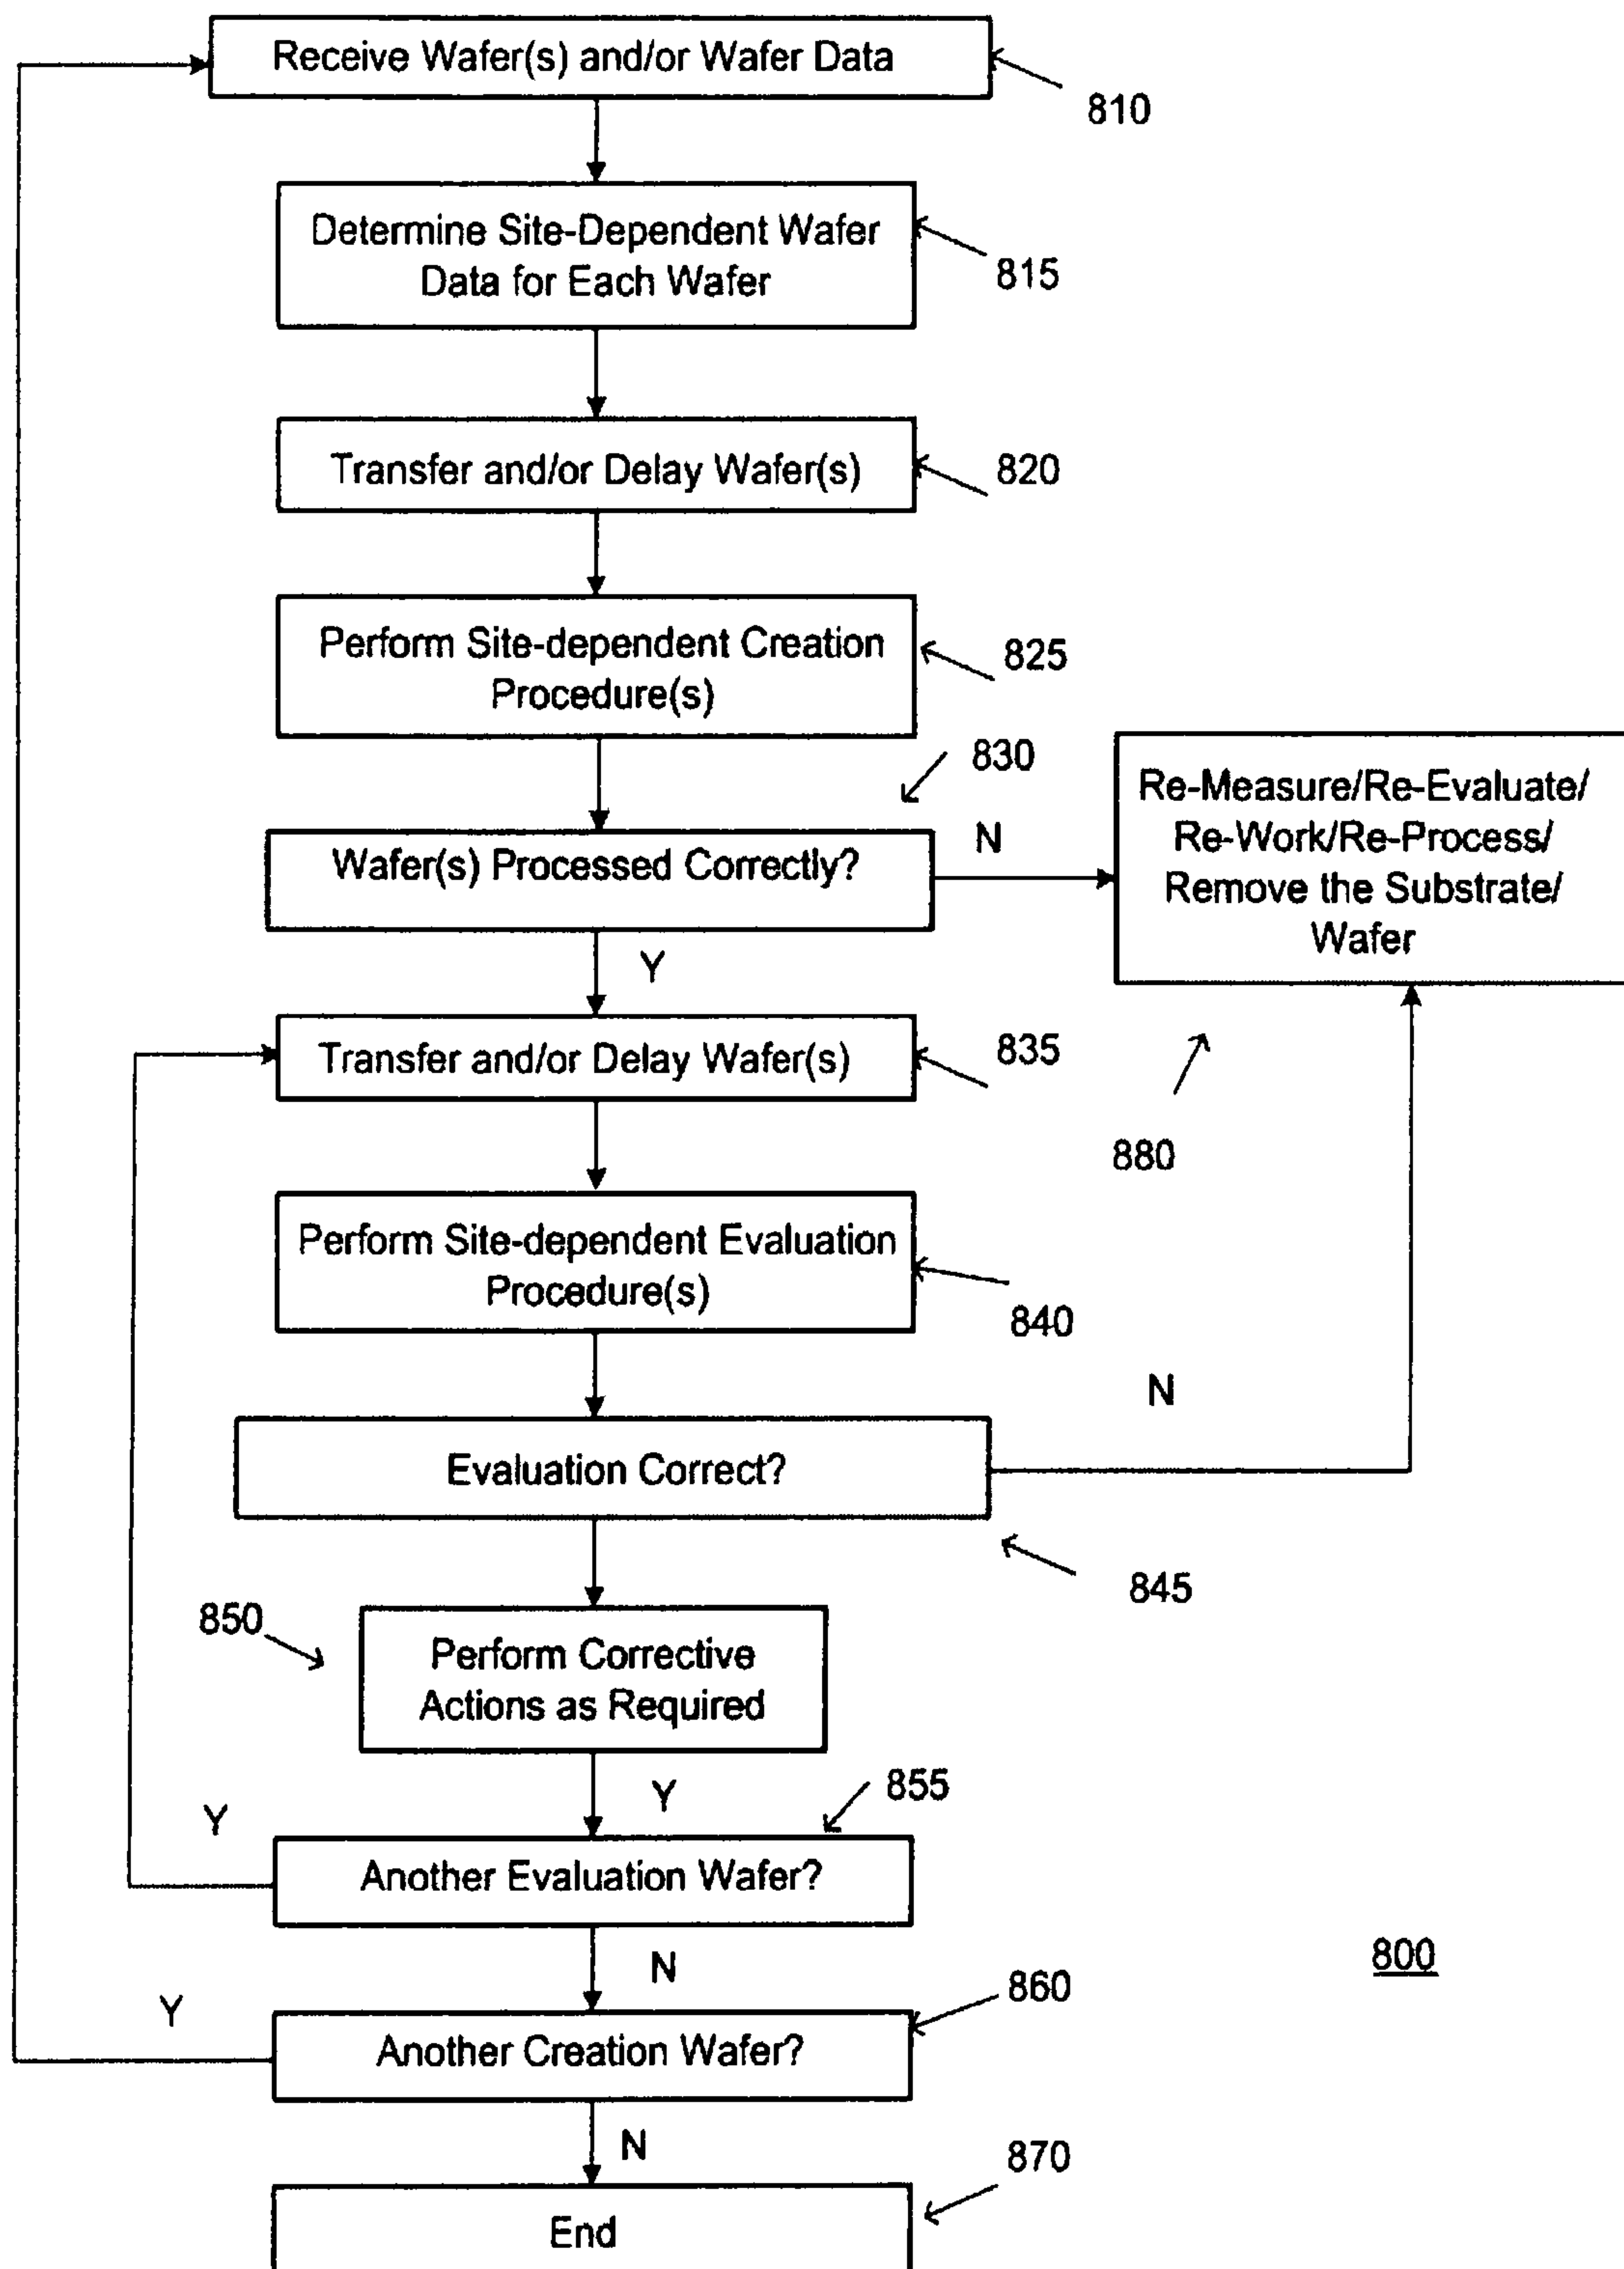 Receive Wafer(s) and/or Wafer Data
810
Determine Site-Dependent Wafer
Data for Each Wafer
815
Transfer and/or Delay Wafer(s)
820
Perform Site-dependent Creation
Procedure(s)
825
830
Wafer(s) Processed Correctly?
N
Re-Measure/Re-Evaluate/
Re-Work/Re-Process/
Remove the Substrate/
Wafer
Y
Transfer and/or Delay Wafer(s)
835
880
Perform Site-dependent Evaluation
Procedure(s)
840
N
Evaluation Correct?
845
850
Perform Corrective
Actions as Required
Y
855
Y
Another Evaluation Wafer?
N
800
860
Y
Another Creation Wafer?
N
870
End